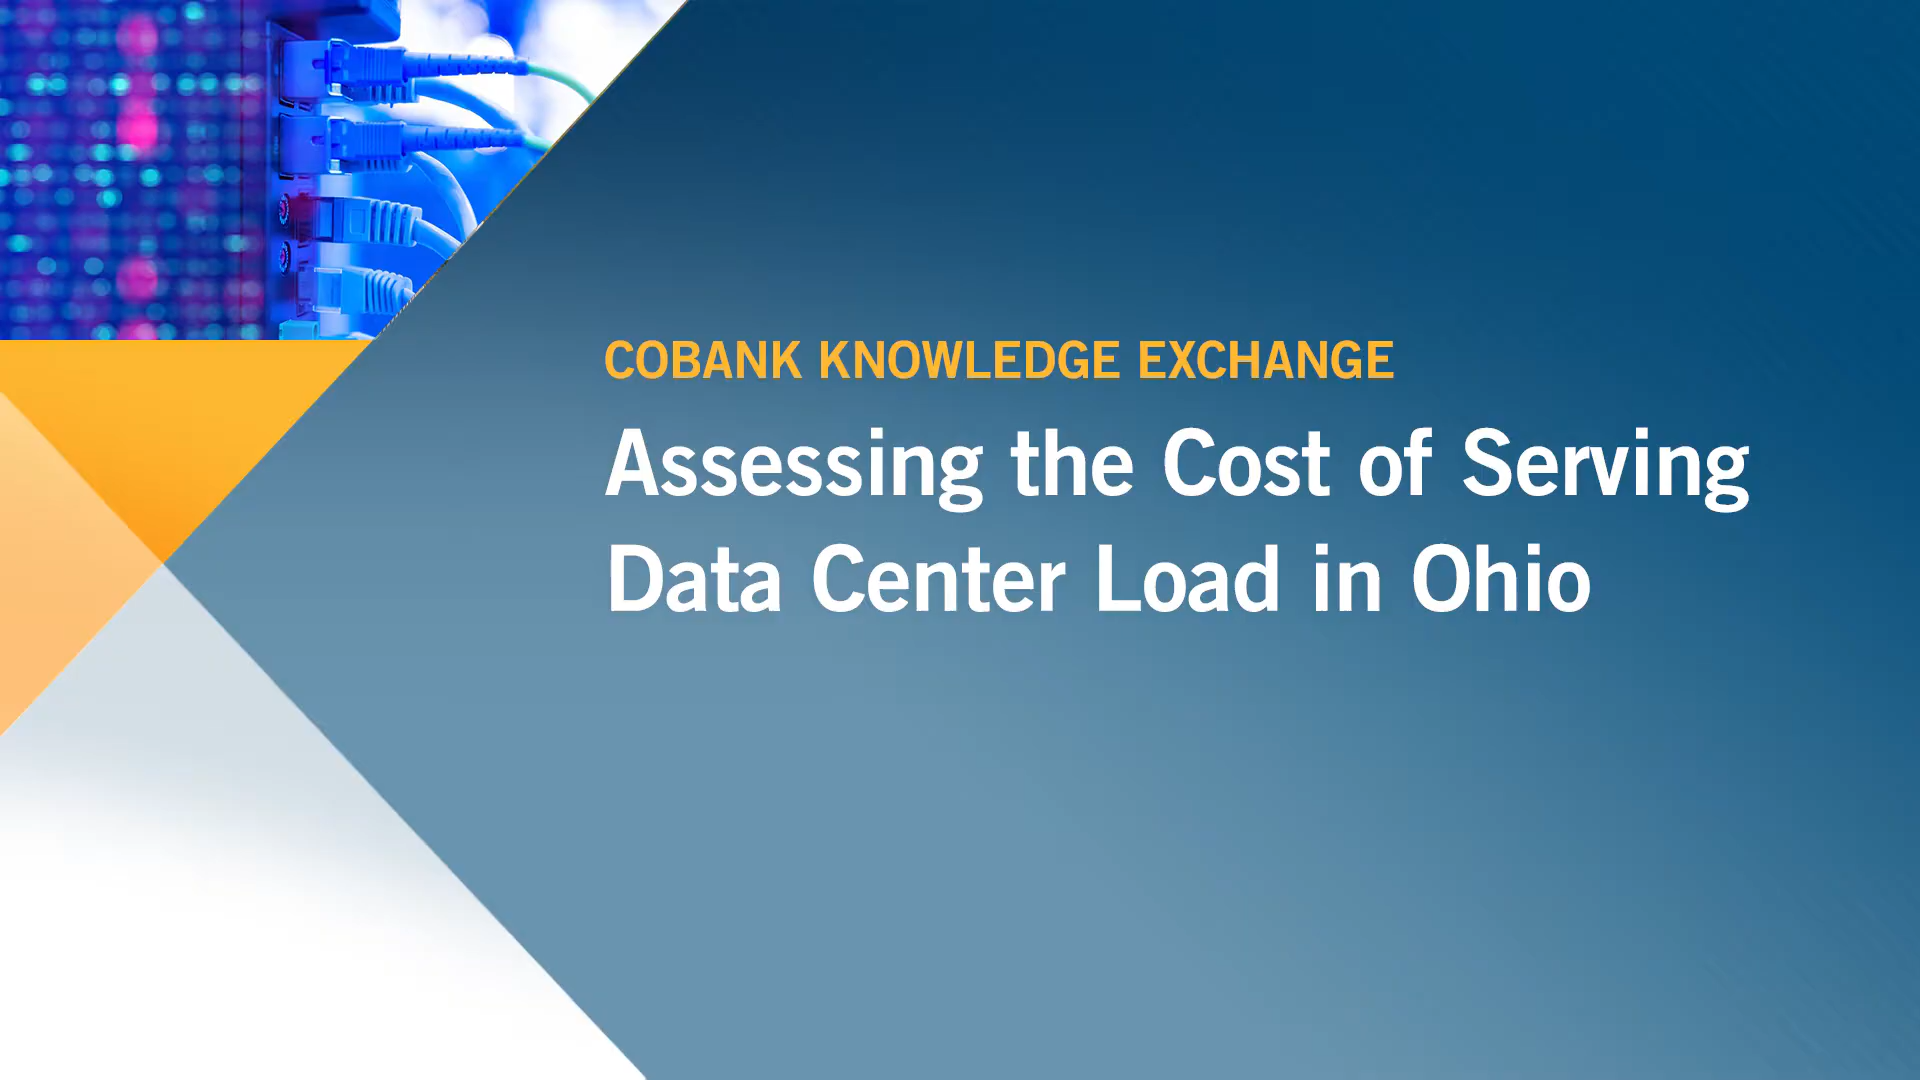 COBANK KNOWLEDGE EXCHANGE
Assessing the Cost of Serving
Data Center Load in Ohio